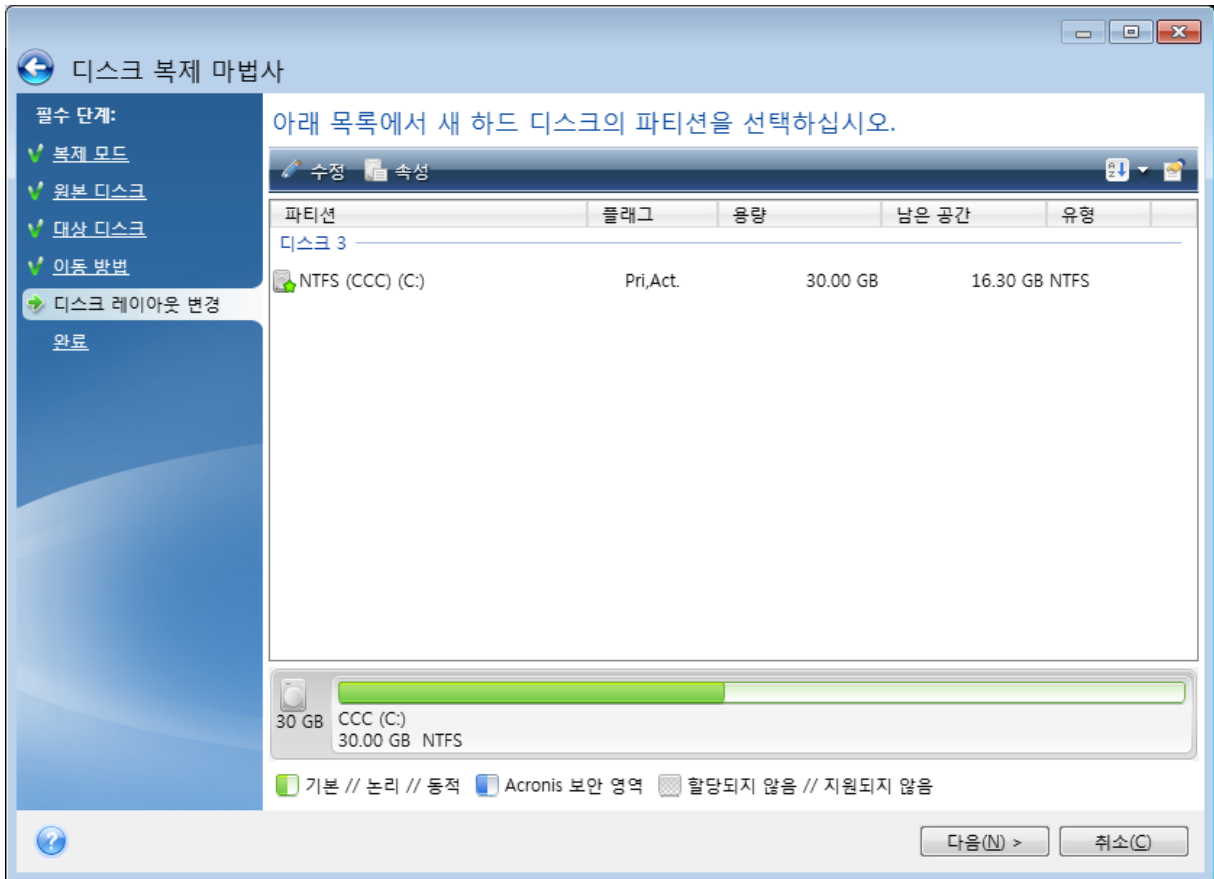 디스크 복제 마법사
필수 단계:
복제 모드
원본 디스크
대상 디스크
이동 방법
디스크 레이아웃 변경
완료
아래 목록에서 새 하드 디스크의 파티션을 선택하십시오.
수정 속성
파티션 플래그 용량 남은 공간 유형
디스크 3
NTFS (CCC) (C:) Pri,Act. 30.00 GB 16.30 GB NTFS
30 GB CCC (C:)
30.00 GB NTFS
기본 // 논리 // 동적 Acronis 보안 영역 할당되지 않음 // 지원되지 않음
다음(N) > 취소(C)